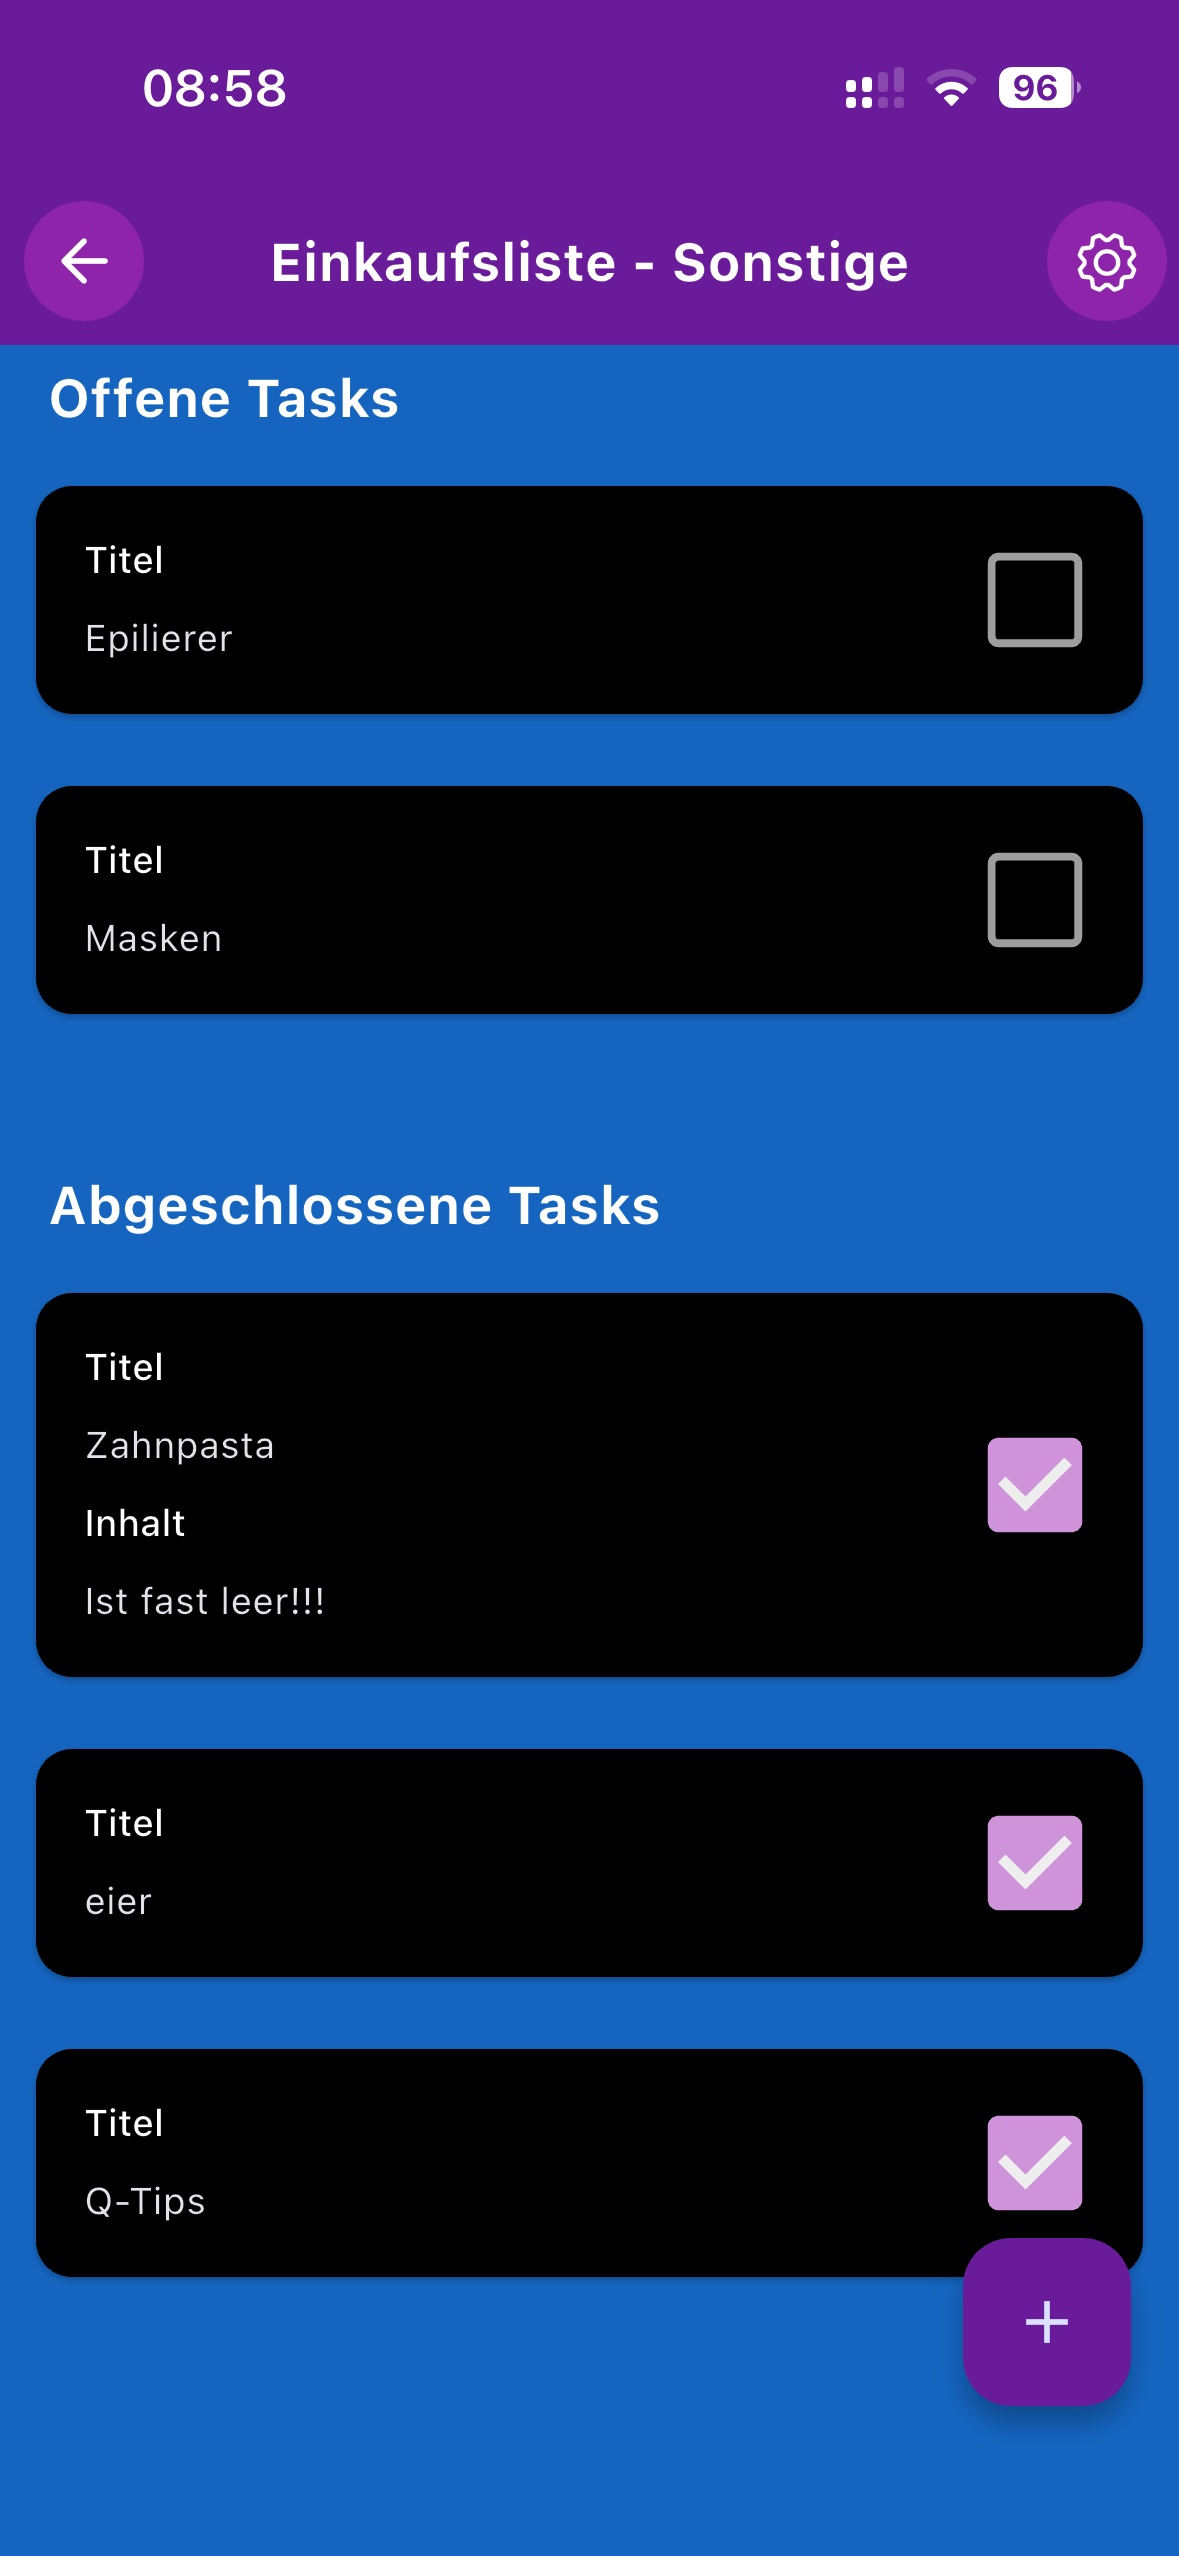 08:58
96
Einkaufsliste - Sonstige
Offene Tasks
Titel
Epilierer
Titel
Masken
Abgeschlossene Tasks
Titel
Zahnpasta
Inhalt
Ist fast leer!!!
Titel
eier
Titel
Q-Tips
+